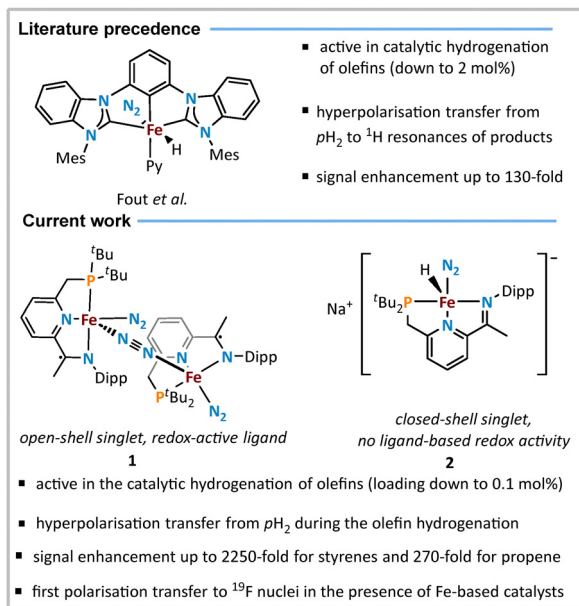 Literature precedence
N₂
N
N
N
N
Fe
H
Mes
Mes
Py
Fout et al.
▪ active in catalytic hydrogenation
of olefins (down to 2 mol%)
▪ hyperpolarisation transfer from
pH₂ to ¹H resonances of products
▪ signal enhancement up to 130-fold
Current work
ᵗBu
P
ᵗBu
N
Fe
N₂
N≡N
N
Dipp
N
N
Dipp
Fe
PᵗBu₂
N₂
open-shell singlet, redox-active ligand
1
Na⁺
H
N₂
Dipp
ᵗBu₂
P
Fe
N
N
−
closed-shell singlet,
no ligand-based redox activity
2
▪ active in the catalytic hydrogenation of olefins (loading down to 0.1 mol%)
▪ hyperpolarisation transfer from pH₂ during the olefin hydrogenation
▪ signal enhancement up to 2250-fold for styrenes and 270-fold for propene
▪ first polarisation transfer to ¹⁹F nuclei in the presence of Fe-based catalysts